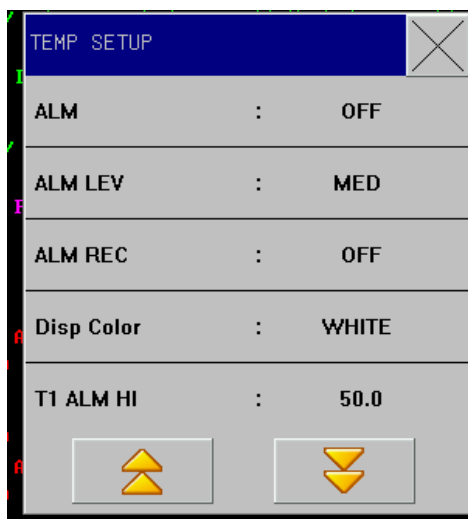 TEMP SETUP
ALM : OFF
ALM LEV : MED
ALM REC : OFF
Disp Color : WHITE
T1 ALM HI : 50.0